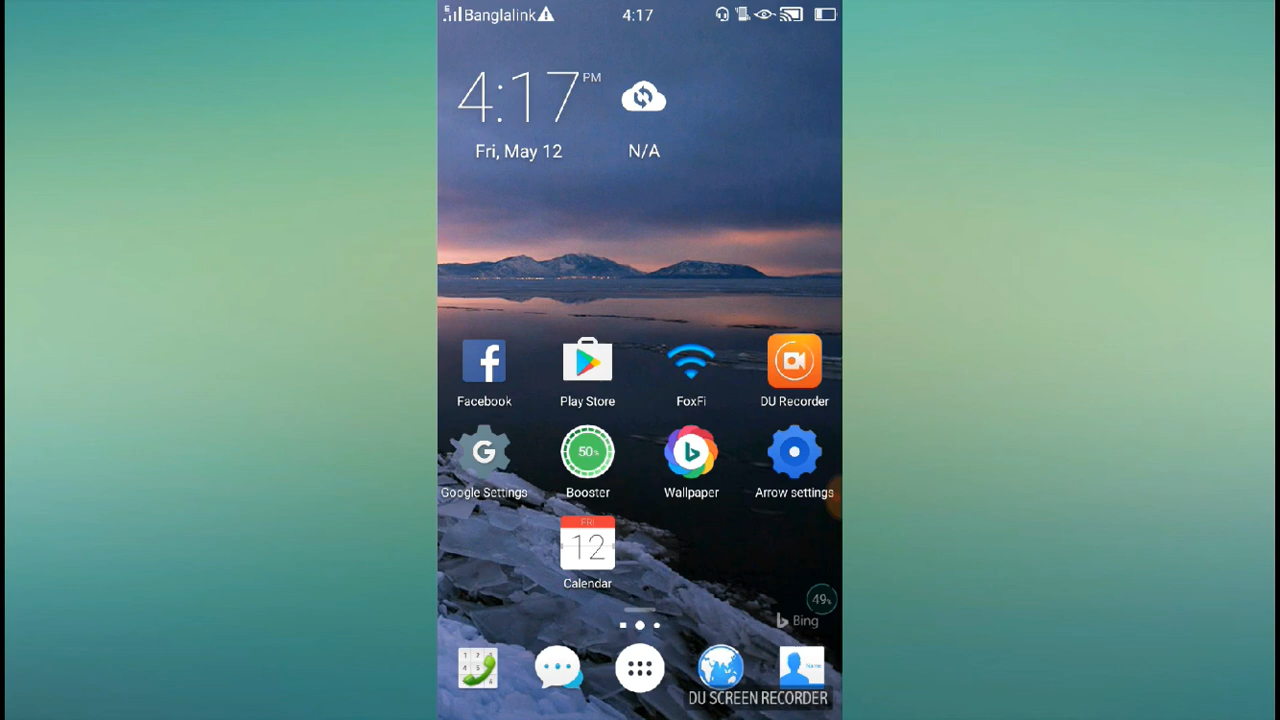 Banglalink 4:17
4:17 PM
Fri, May 12 N/A
Facebook Play Store FoxFi DU Recorder
G 50%
Google Settings Booster Wallpaper Arrow settings
FRI
12
Calendar
49%
Bing
Name
DU SCREEN RECORDER